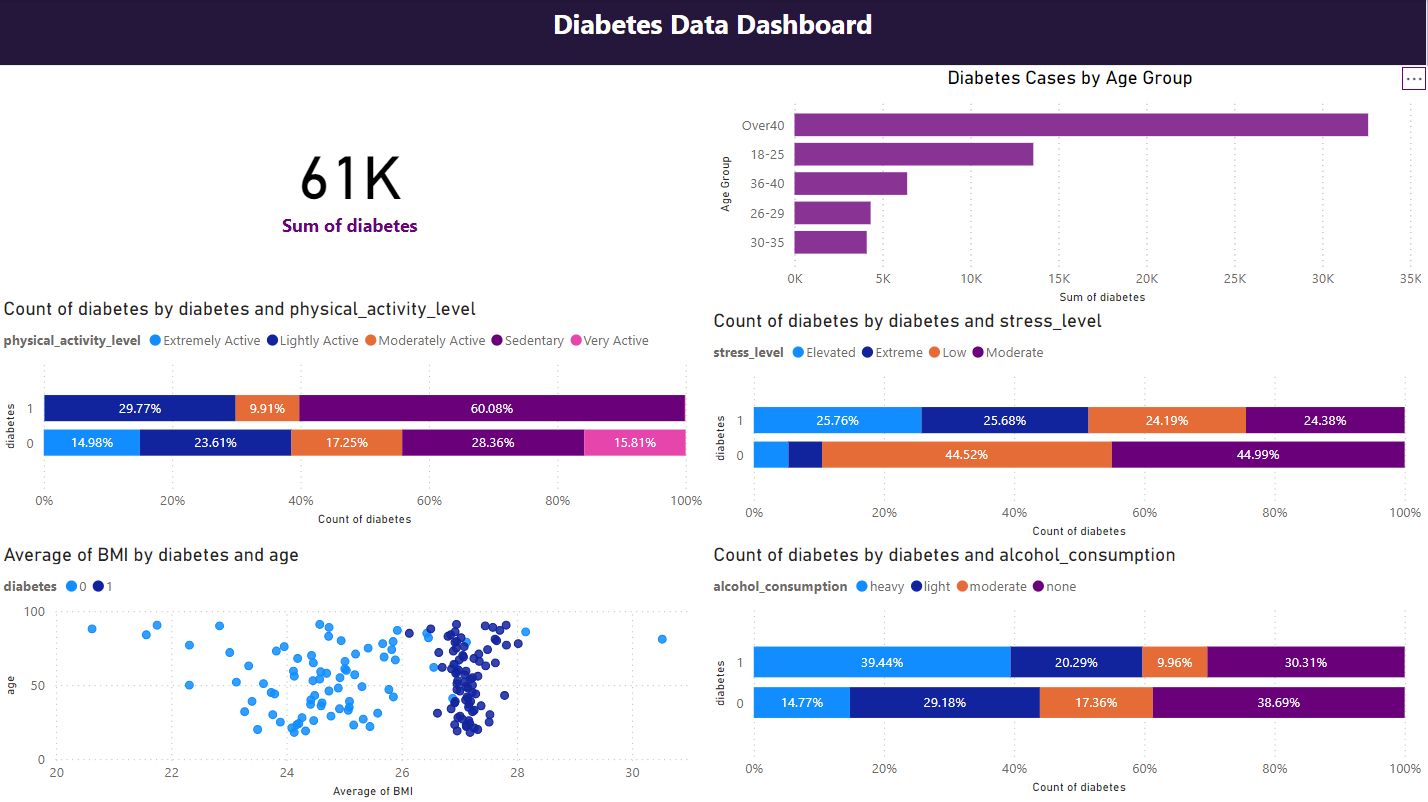 Diabetes Data Dashboard
61K
Sum of diabetes
Diabetes Cases by Age Group
...
Age Group
Over40
18-25
36-40
26-29
30-35
0K 5K 10K 15K 20K 25K 30K 35K
Sum of diabetes
Count of diabetes by diabetes and physical_activity_level
physical_activity_level Extremely Active Lightly Active Moderately Active Sedentary Very Active
diabetes
1 29.77% 9.91% 60.08%
0 14.98% 23.61% 17.25% 28.36% 15.81%
0% 20% 40% 60% 80% 100%
Count of diabetes
Count of diabetes by diabetes and stress_level
stress_level Elevated Extreme Low Moderate
diabetes
1 25.76% 25.68% 24.19% 24.38%
0 44.52% 44.99%
0% 20% 40% 60% 80% 100%
Count of diabetes
Average of BMI by diabetes and age
diabetes 0 1
age
100
50
0
20 22 24 26 28 30
Average of BMI
Count of diabetes by diabetes and alcohol_consumption
alcohol_consumption heavy light moderate none
diabetes
1 39.44% 20.29% 9.96% 30.31%
0 14.77% 29.18% 17.36% 38.69%
0% 20% 40% 60% 80% 100%
Count of diabetes